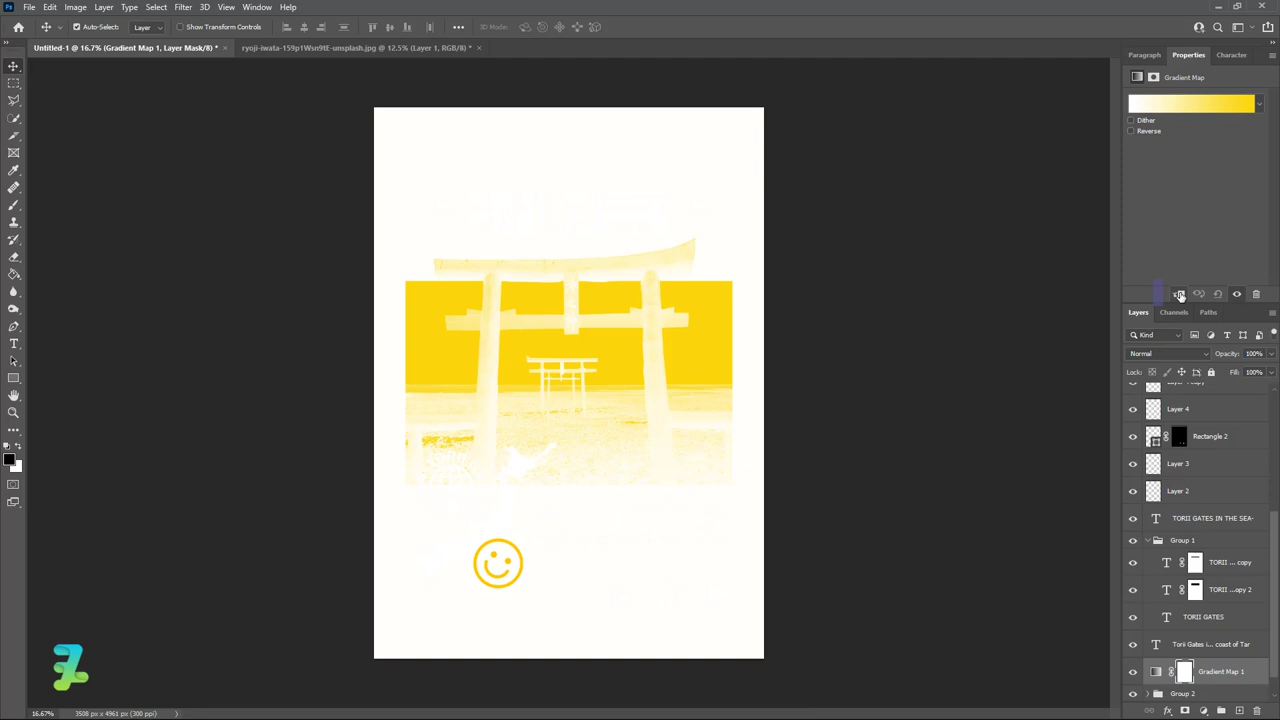 File Edit Image Layer Type Select Filter 3D View Window Help
Auto-Select: Layer Show Transform Controls 3D Mode:
Untitled-1 @ 16.7% (Gradient Map 1, Layer Mask/8) * ryoji-iwata-159p1Wsn9tE-unsplash.jpg @ 12.5% (Layer 1, RGB/8) *
Paragraph Properties Character
Gradient Map
Dither
Reverse
Layers Channels Paths
Kind
Normal Opacity: 100%
Lock: Fill: 100%
Layer 4
Rectangle 2
Layer 3
Layer 2
TORII GATES IN THE SEA-
Group 1
TORII ... copy
TORII ...opy 2
TORII GATES
Torii Gates i... coast of Tar
Gradient Map 1
Group 2
16.67% 3508 px x 4961 px (300 ppi)